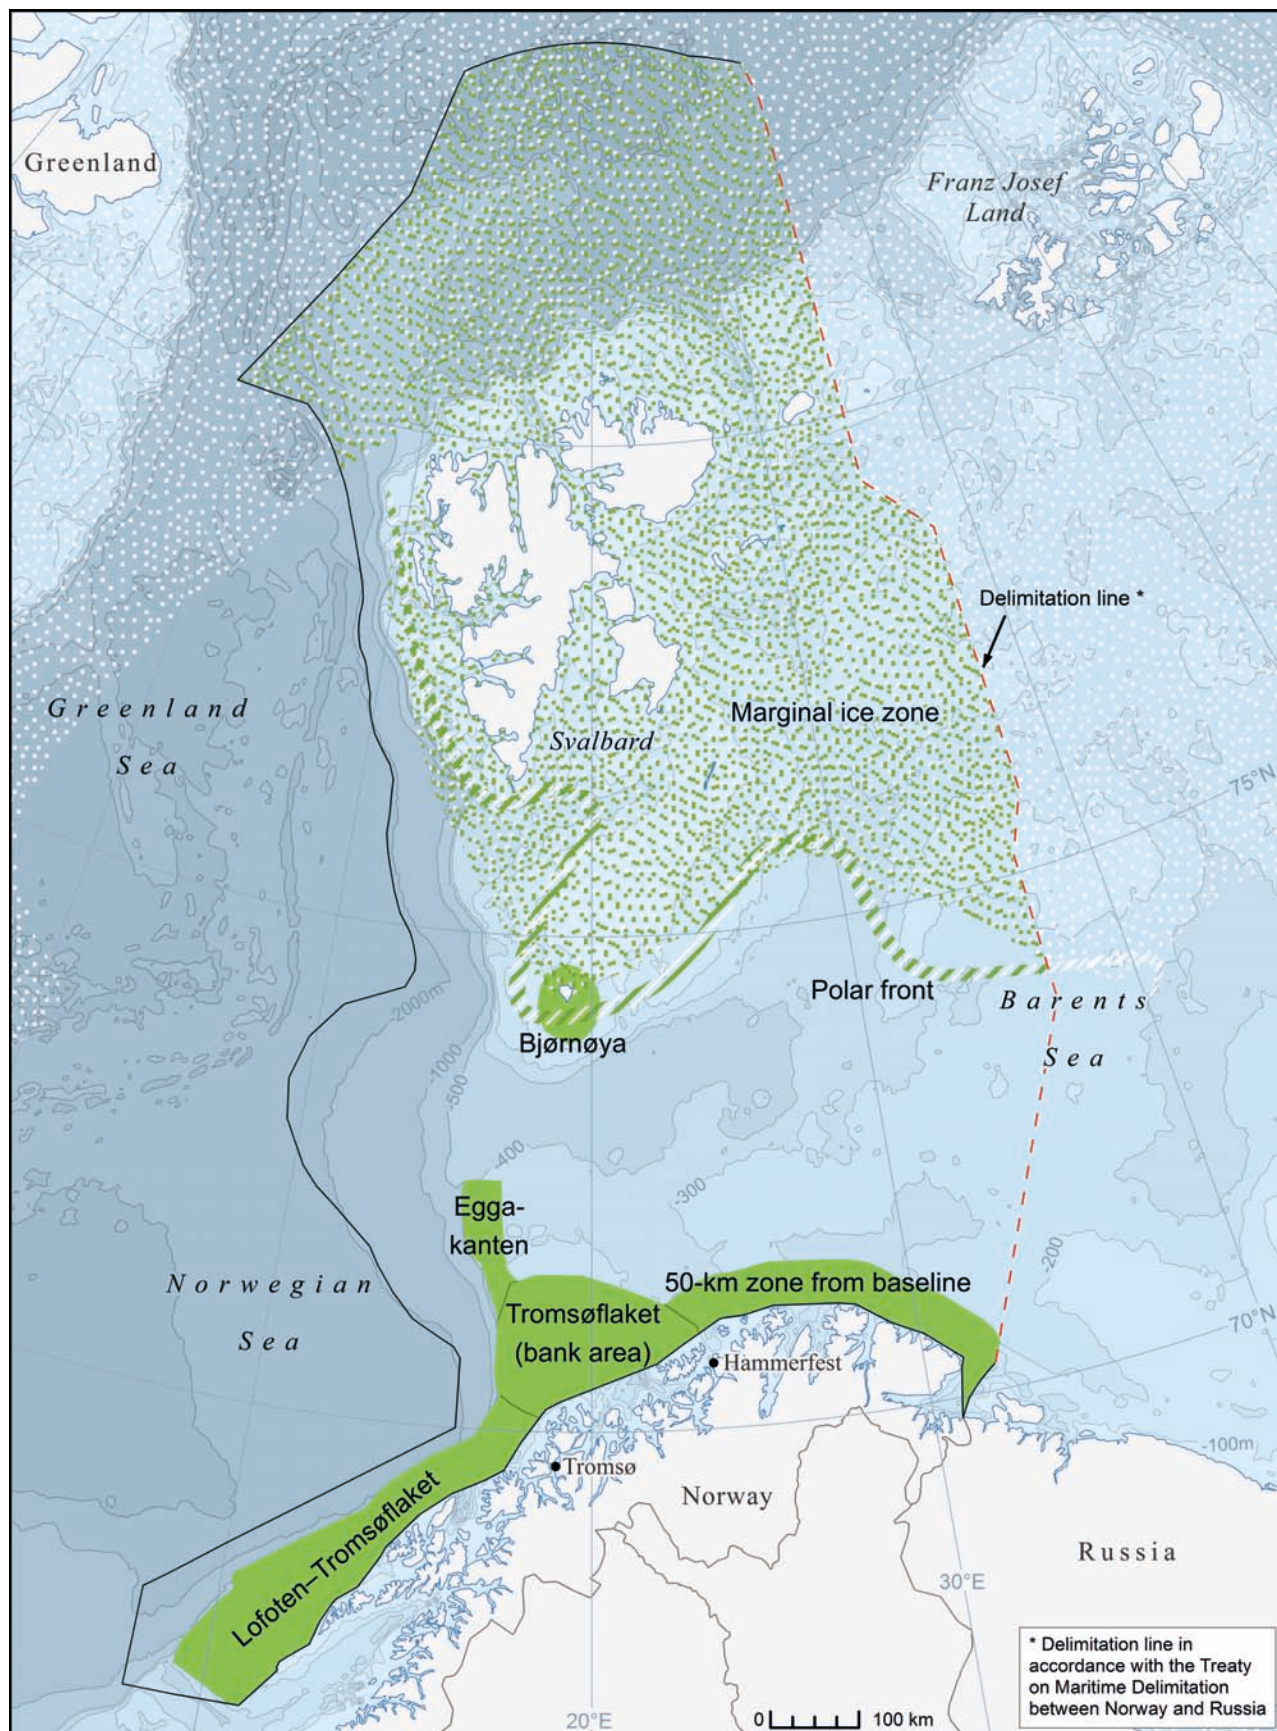 Greenland
Franz Josef
Land
Delimitation line *
Greenland
Sea
Marginal ice zone
Svalbard
75°N
Polar front
Barents
Sea
Bjørnøya
-2000m
-1000
-500
-400
-300
-200
Egga-
kanten
50-km zone from baseline
Norwegian
Sea
Tromsøflaket
(bank area)
70°N
Hammerfest
-100m
Tromsø
Norway
Lofoten–Tromsøflaket
Russia
30°E
20°E
0
100 km
* Delimitation line in
accordance with the Treaty
on Maritime Delimitation
between Norway and Russia